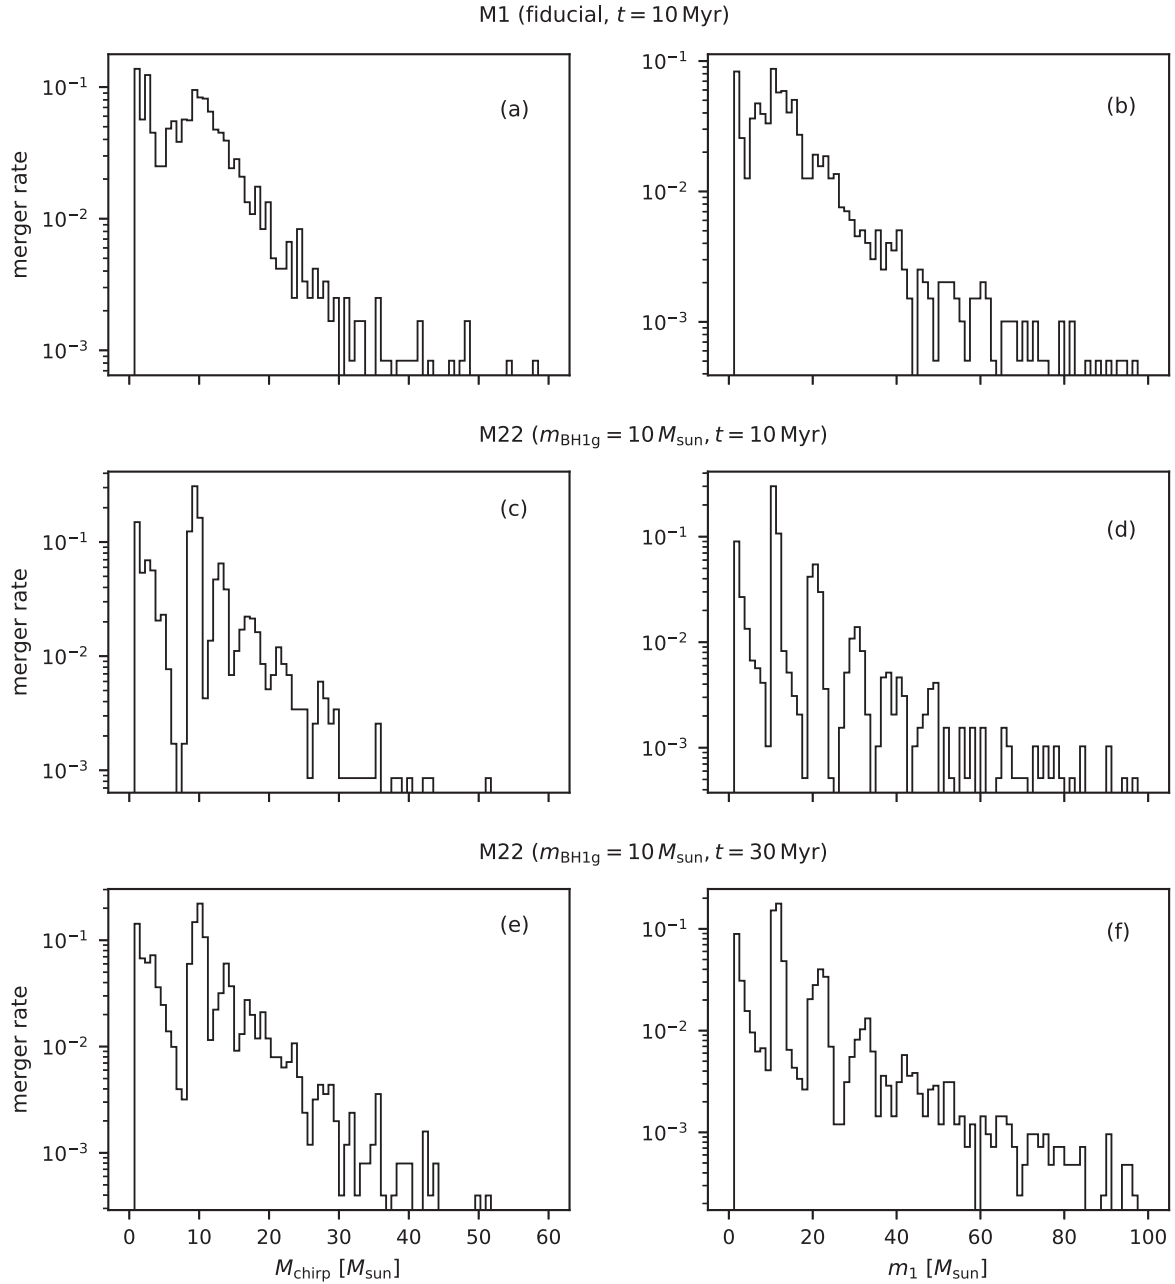 M1 (fiducial, t = 10 Myr)
merger rate
10⁻¹
10⁻²
10⁻³
(a)
10⁻¹
10⁻²
10⁻³
(b)
M22 (m_BH1g = 10 M_sun, t = 10 Myr)
merger rate
10⁻¹
10⁻²
10⁻³
(c)
10⁻¹
10⁻²
10⁻³
(d)
M22 (m_BH1g = 10 M_sun, t = 30 Myr)
merger rate
10⁻¹
10⁻²
10⁻³
(e)
10⁻¹
10⁻²
10⁻³
(f)
0 10 20 30 40 50 60
M_chirp [M_sun]
0 20 40 60 80 100
m₁ [M_sun]